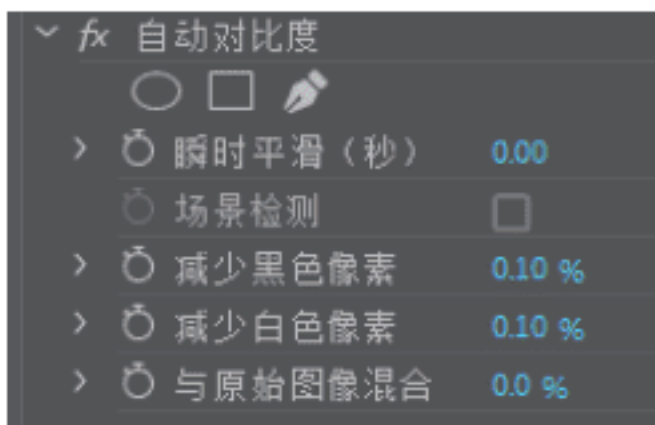 fx 自动对比度
瞬时平滑（秒） 0.00
场景检测
减少黑色像素 0.10 %
减少白色像素 0.10 %
与原始图像混合 0.0 %